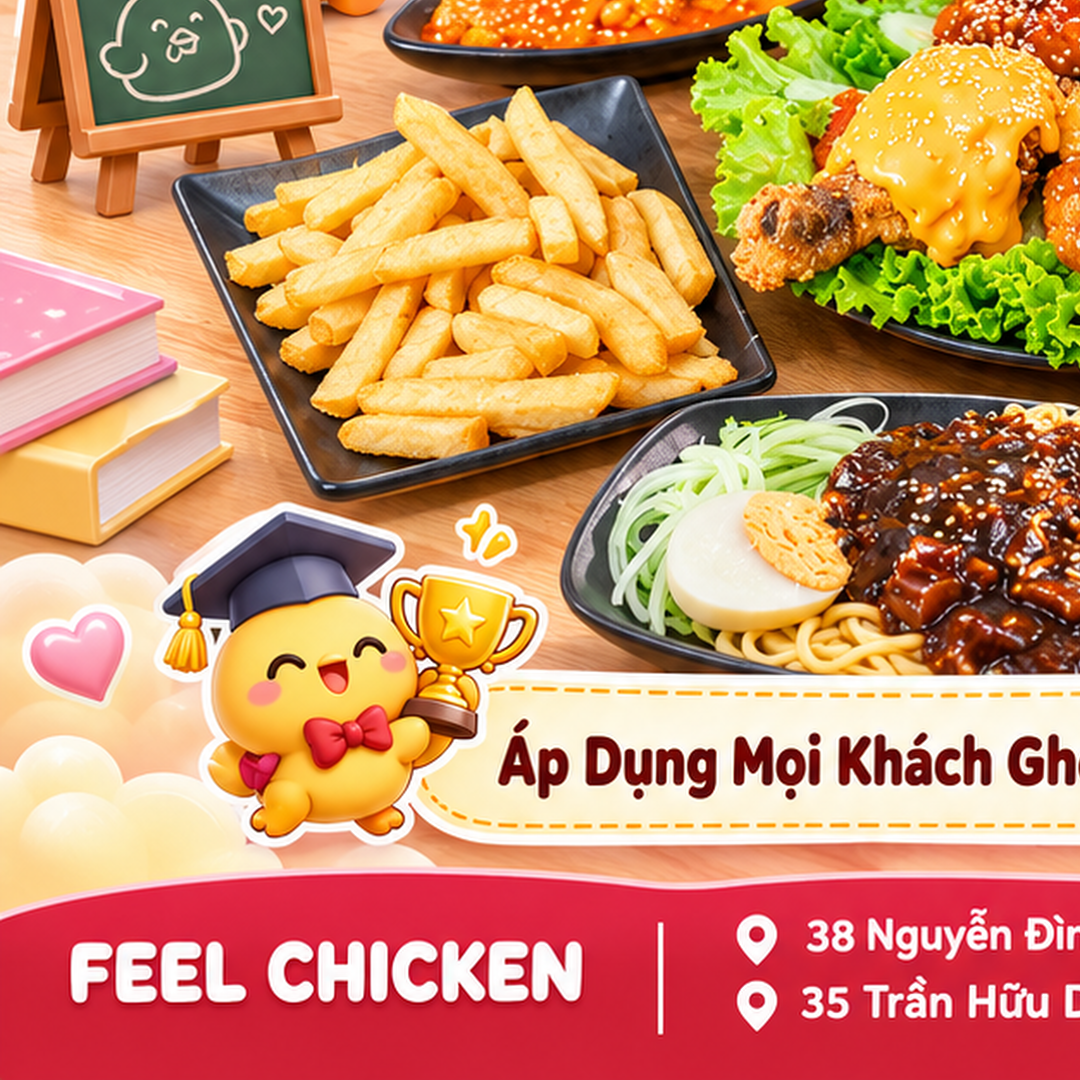 Áp Dụng Mọi Khách
FEEL CHICKEN
38 Nguyễn
35 Trần Hữu